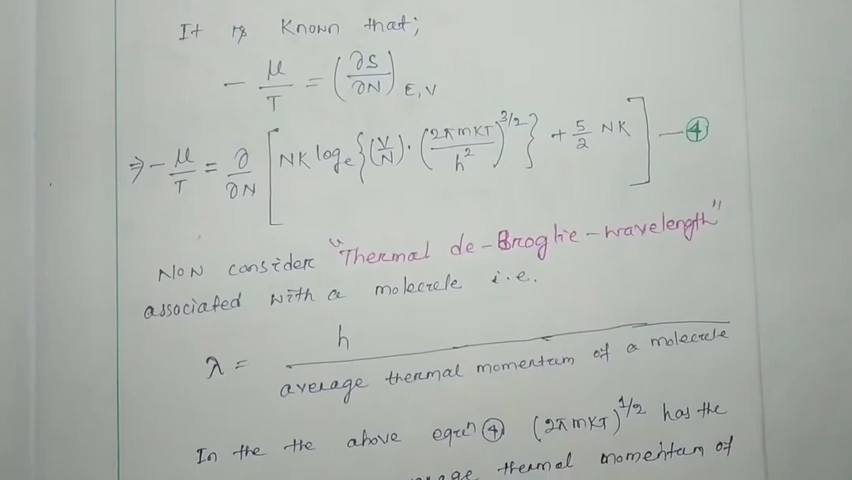 It is known that;
- μ/T = (∂S/∂N) E,V
⇒ - μ/T = ∂/∂N [ NK logₑ {(V/N) · (2πmKT/h²)^3/2} + 5/2 NK ] — ④
Now consider "Thermal de-Broglie-wavelength"
associated with a molecule i.e.
λ = h / average thermal momentum of a molecule
In the the above equⁿ ④ (2πmKT)^1/2 has the
thermal momentum of